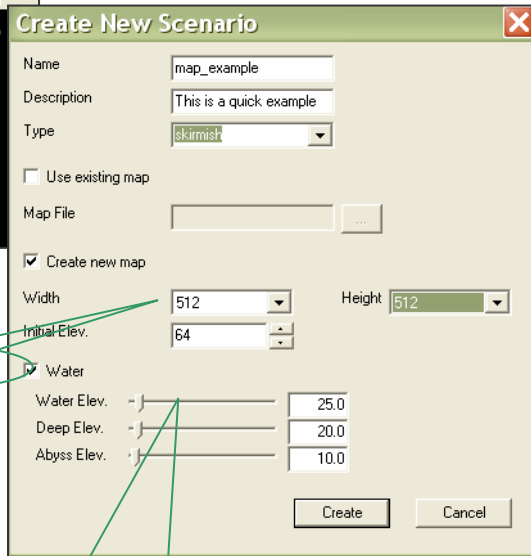 Create New Scenario
Name map_example
Description This is a quick example
Type skirmish
Use existing map
Map File ...
Create new map
Width 512 Height 512
Initial Elev. 64
Water
Water Elev. 25.0
Deep Elev. 20.0
Abyss Elev. 10.0
Create Cancel